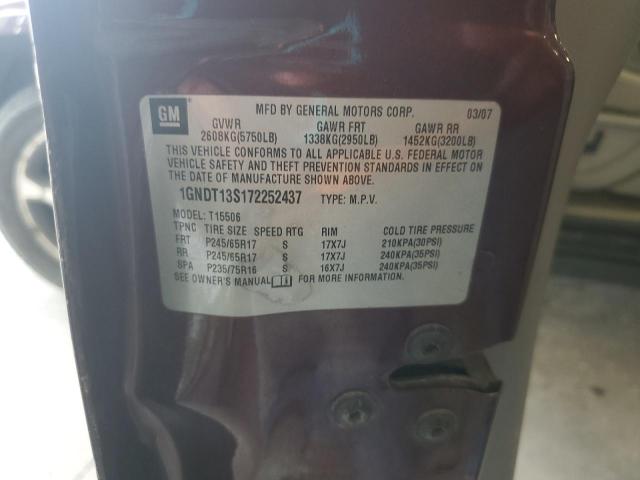 GM
MFD BY GENERAL MOTORS CORP. 03/07
GVWR GAWR FRT GAWR RR
2608KG(5750LB) 1338KG(2950LB) 1452KG(3200LB)
THIS VEHICLE CONFORMS TO ALL APPLICABLE U.S. FEDERAL MOTOR
VEHICLE SAFETY AND THEFT PREVENTION STANDARDS IN EFFECT ON
THE DATE OF MANUFACTURE SHOWN ABOVE.
1GNDT13S172252437 TYPE: M.P.V.
MODEL: T15506
TPNC TIRE SIZE SPEED RTG RIM COLD TIRE PRESSURE
FRT P245/65R17 S 17X7J 210KPA(30PSI)
RR P245/65R17 S 17X7J 240KPA(35PSI)
SPA P235/75R16 S 16X7J 240KPA(35PSI)
SEE OWNER'S MANUAL FOR MORE INFORMATION.